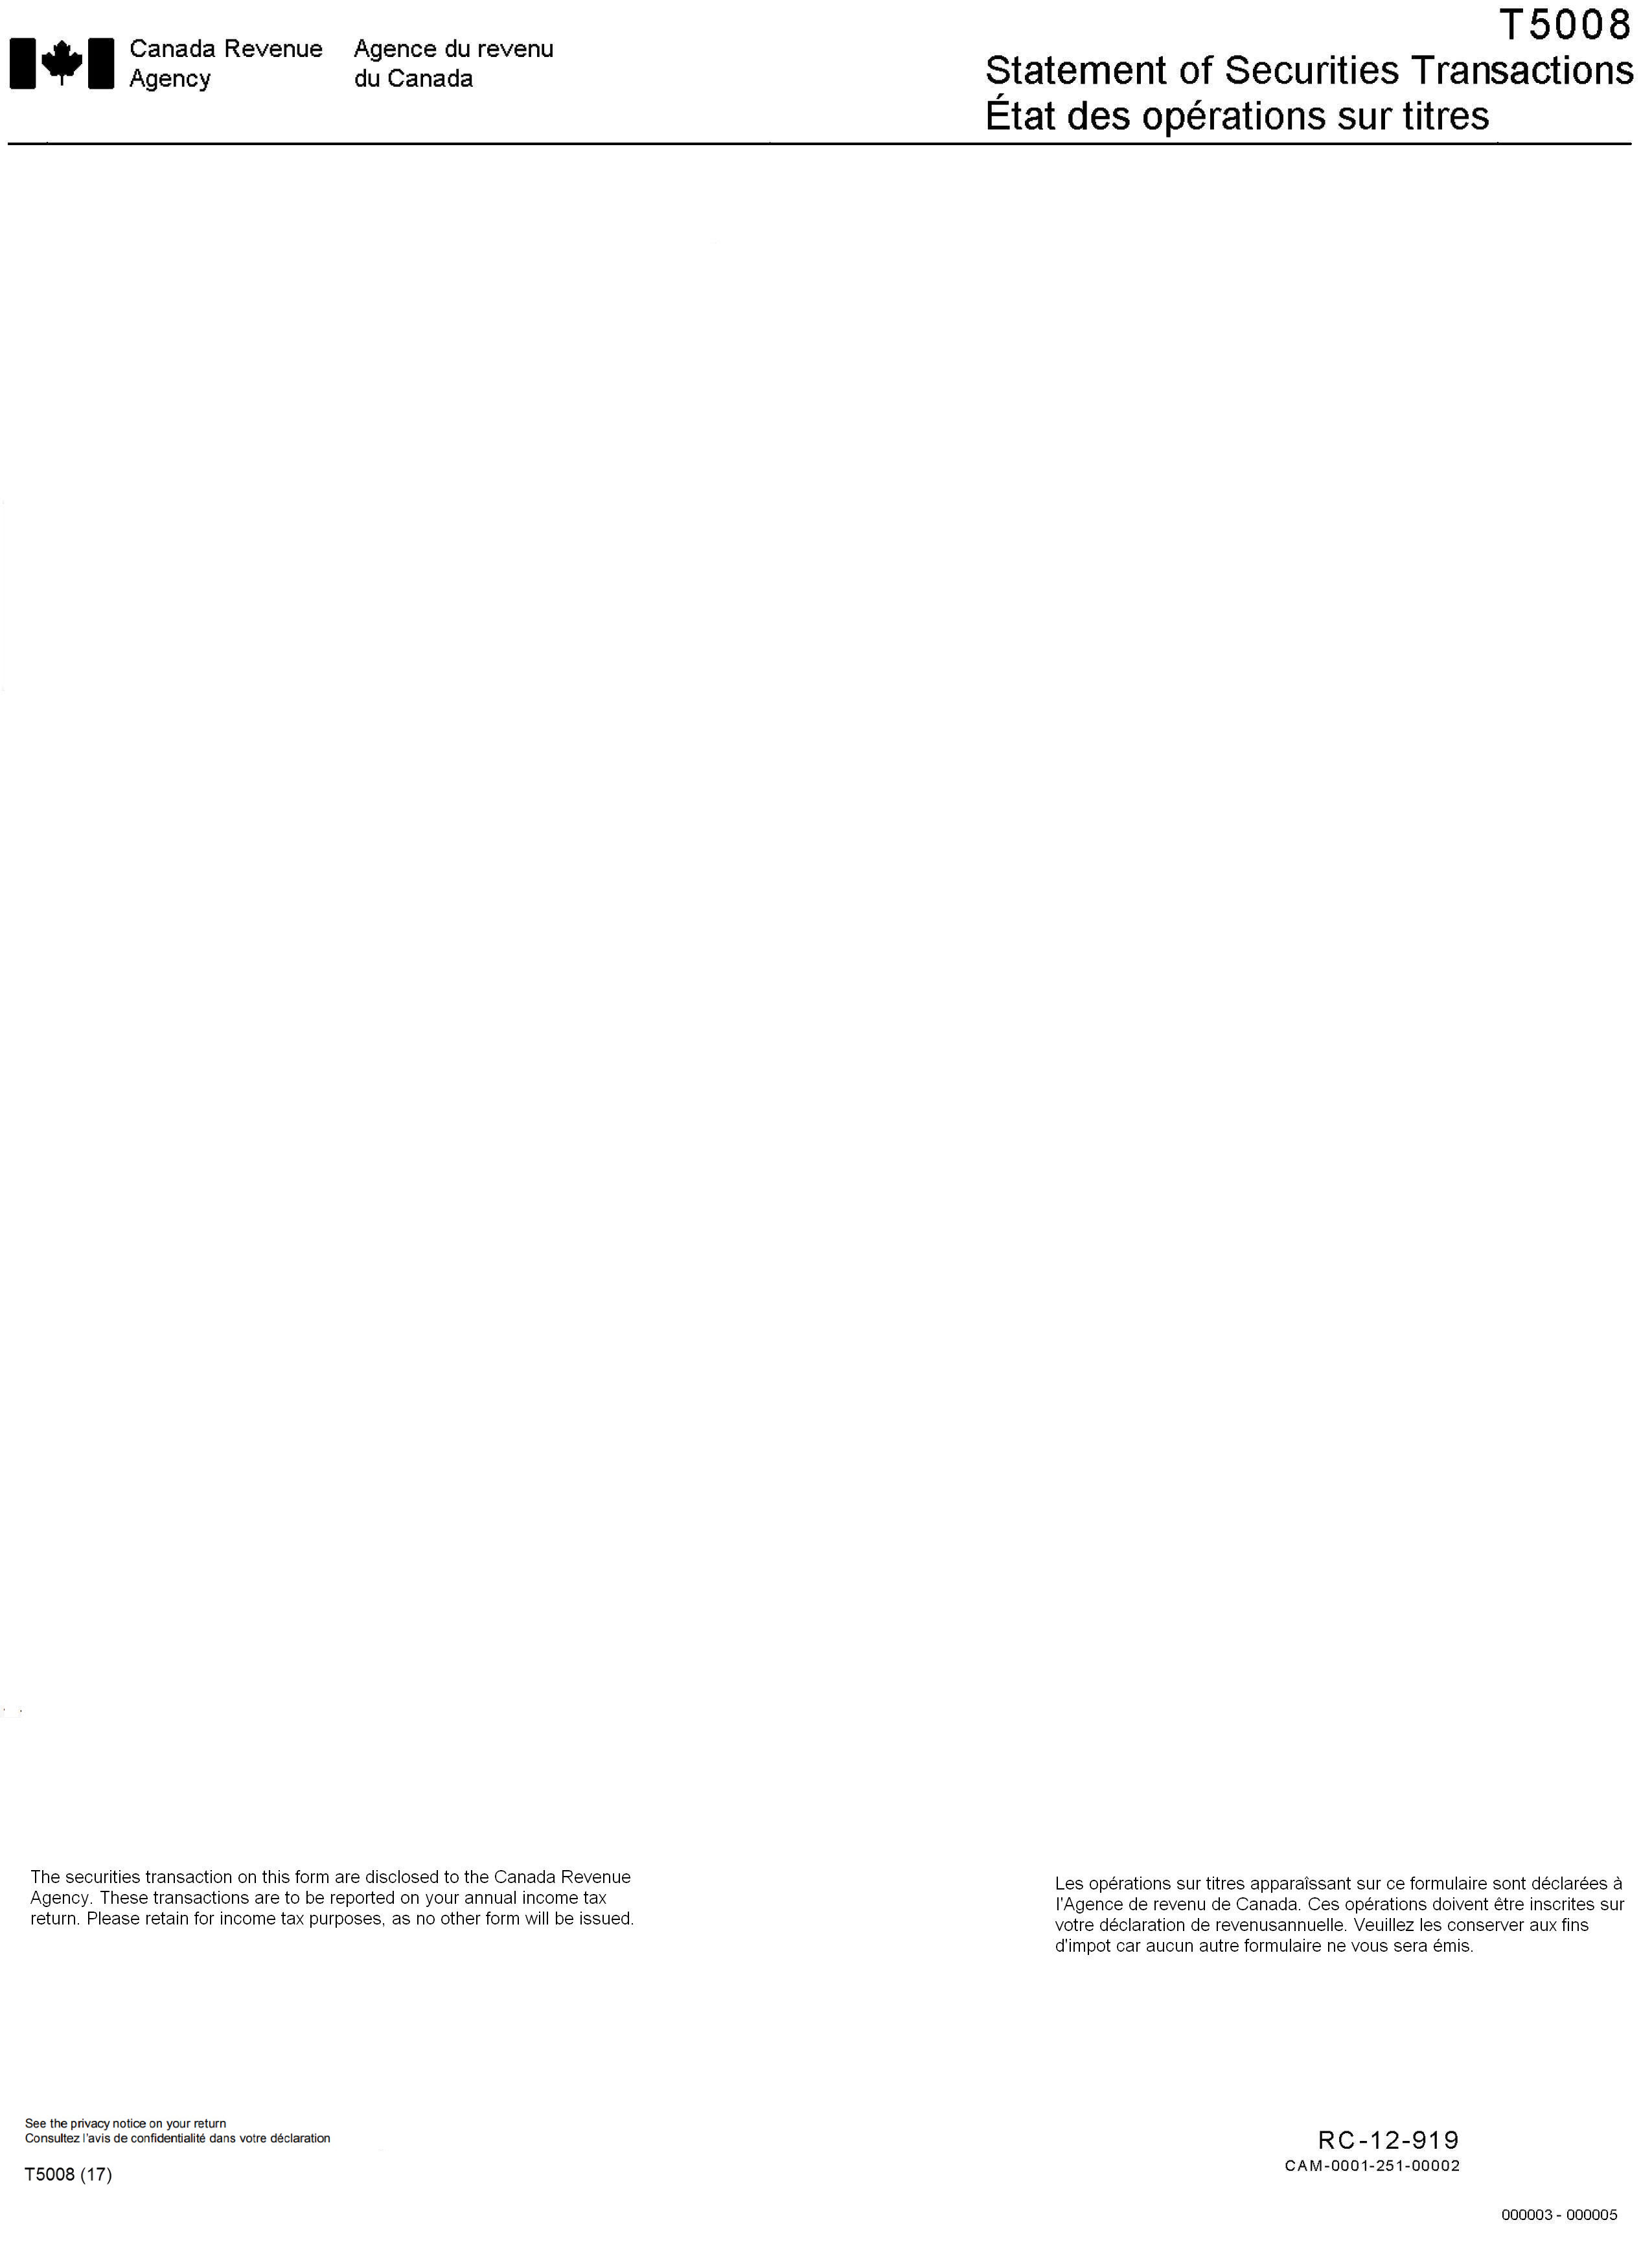 T5008
Canada Revenue Agency
Agence du revenu du Canada
Statement of Securities Transactions
État des opérations sur titres
The securities transaction on this form are disclosed to the Canada Revenue
Agency. These transactions are to be reported on your annual income tax
return. Please retain for income tax purposes, as no other form will be issued.
Les opérations sur titres apparaîssant sur ce formulaire sont déclarées à
l'Agence de revenu de Canada. Ces opérations doivent être inscrites sur
votre déclaration de revenusannuelle. Veuillez les conserver aux fins
d'impot car aucun autre formulaire ne vous sera émis.
See the privacy notice on your return
Consultez l'avis de confidentialité dans votre déclaration
T5008 (17)
RC-12-919
CAM-0001-251-00002
000003 - 000005